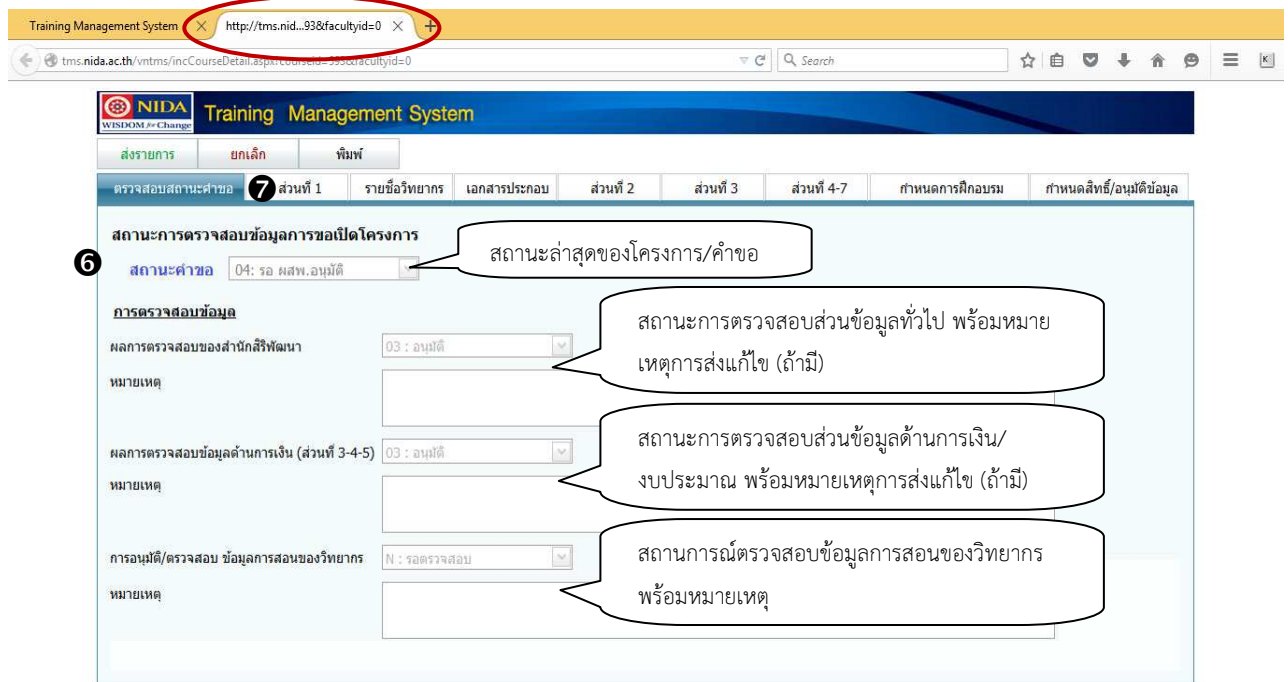 Training Management System
http://tms.nid...93&facultyid=0
tms.nida.ac.th/vntms/incCourseDetail.aspx?courseid=393&facultyid=0
Search
NIDA
WISDOM for Change
Training Management System
ส่งรายการ ยกเลิก พิมพ์
ตรวจสอบสถานะคำขอ ❼ ส่วนที่ 1 รายชื่อวิทยากร เอกสารประกอบ ส่วนที่ 2 ส่วนที่ 3 ส่วนที่ 4-7 กำหนดการฝึกอบรม กำหนดสิทธิ์/อนุมัติข้อมูล
สถานะการตรวจสอบข้อมูลการขอเปิดโครงการ
❻ สถานะคำขอ 04: รอ ผสพ.อนุมัติ
สถานะล่าสุดของโครงการ/คำขอ
การตรวจสอบข้อมูล
ผลการตรวจสอบของสำนักสิริพัฒนา 03 : อนุมัติ
หมายเหตุ
สถานะการตรวจสอบส่วนข้อมูลทั่วไป พร้อมหมาย
เหตุการส่งแก้ไข (ถ้ามี)
ผลการตรวจสอบข้อมูลด้านการเงิน (ส่วนที่ 3-4-5) 03 : อนุมัติ
หมายเหตุ
สถานะการตรวจสอบส่วนข้อมูลด้านการเงิน/
งบประมาณ พร้อมหมายเหตุการส่งแก้ไข (ถ้ามี)
การอนุมัติ/ตรวจสอบ ข้อมูลการสอนของวิทยากร N : รอตรวจสอบ
หมายเหตุ
สถานการณ์ตรวจสอบข้อมูลการสอนของวิทยากร
พร้อมหมายเหตุ